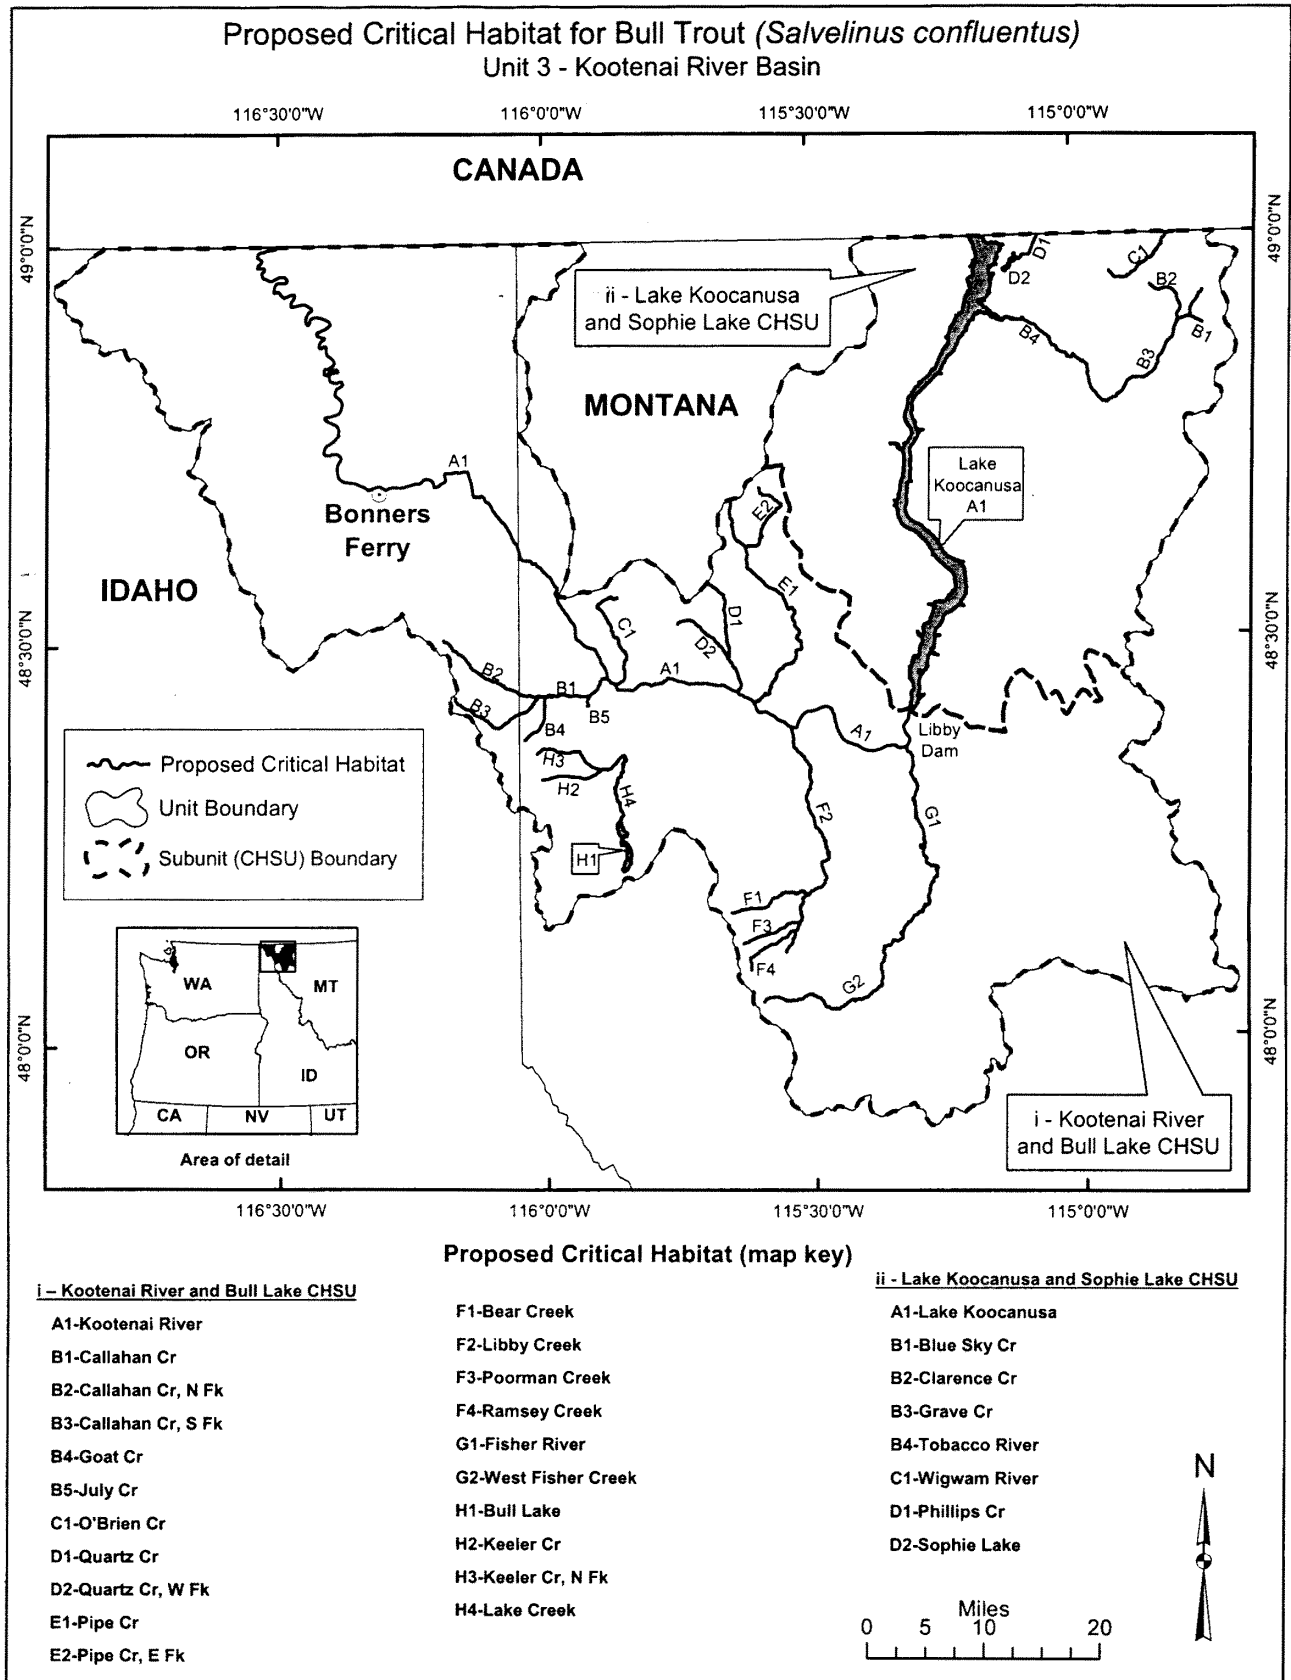 Proposed Critical Habitat for Bull Trout (Salvelinus confluentus)
Unit 3 - Kootenai River Basin
116°30'0"W
116°0'0"W
115°30'0"W
115°0'0"W
CANADA
49°0'0"N
49°0'0"N
ii - Lake Koocanusa
and Sophie Lake CHSU
D1
D2
C1
B2
B1
B4
B3
MONTANA
A1
Lake
Koocanusa
A1
Bonners
Ferry
E2
IDAHO
E1
C1
D1
D2
48°30'0"N
48°30'0"N
B2
B1
A1
B3
B5
B4
A1
Libby
Dam
H3
H2
H4
F2
G1
H1
Proposed Critical Habitat
Unit Boundary
Subunit (CHSU) Boundary
F1
F3
F4
G2
WA
MT
OR
ID
CA
NV
UT
Area of detail
48°0'0"N
48°0'0"N
i - Kootenai River
and Bull Lake CHSU
116°30'0"W
116°0'0"W
115°30'0"W
115°0'0"W
Proposed Critical Habitat (map key)
i – Kootenai River and Bull Lake CHSU
A1-Kootenai River
B1-Callahan Cr
B2-Callahan Cr, N Fk
B3-Callahan Cr, S Fk
B4-Goat Cr
B5-July Cr
C1-O'Brien Cr
D1-Quartz Cr
D2-Quartz Cr, W Fk
E1-Pipe Cr
E2-Pipe Cr, E Fk
F1-Bear Creek
F2-Libby Creek
F3-Poorman Creek
F4-Ramsey Creek
G1-Fisher River
G2-West Fisher Creek
H1-Bull Lake
H2-Keeler Cr
H3-Keeler Cr, N Fk
H4-Lake Creek
ii - Lake Koocanusa and Sophie Lake CHSU
A1-Lake Koocanusa
B1-Blue Sky Cr
B2-Clarence Cr
B3-Grave Cr
B4-Tobacco River
C1-Wigwam River
D1-Phillips Cr
D2-Sophie Lake
N
Miles
0 5 10 20